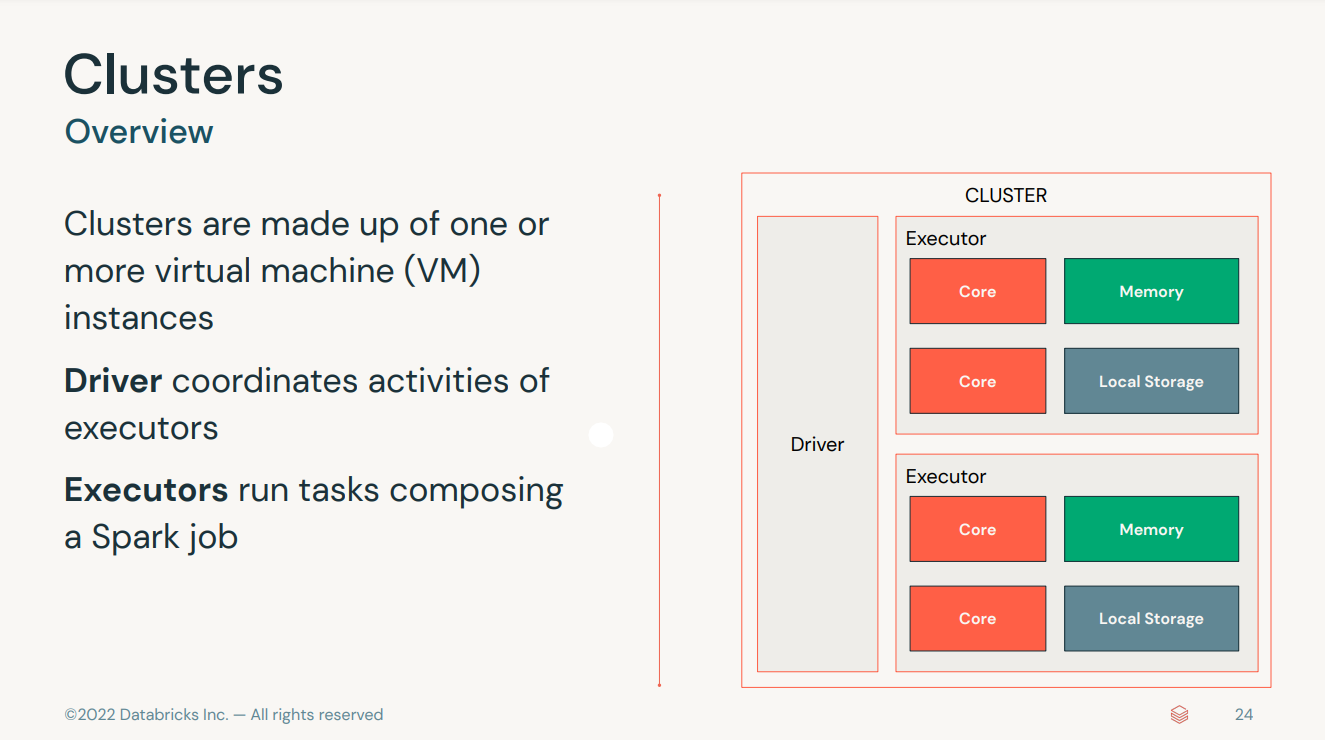 Clusters
Overview
Clusters are made up of one or
more virtual machine (VM)
instances
Driver coordinates activities of
executors
Executors run tasks composing
a Spark job
CLUSTER
Driver
Executor
Core
Memory
Core
Local Storage
Executor
Core
Memory
Core
Local Storage
©2022 Databricks Inc. — All rights reserved
24